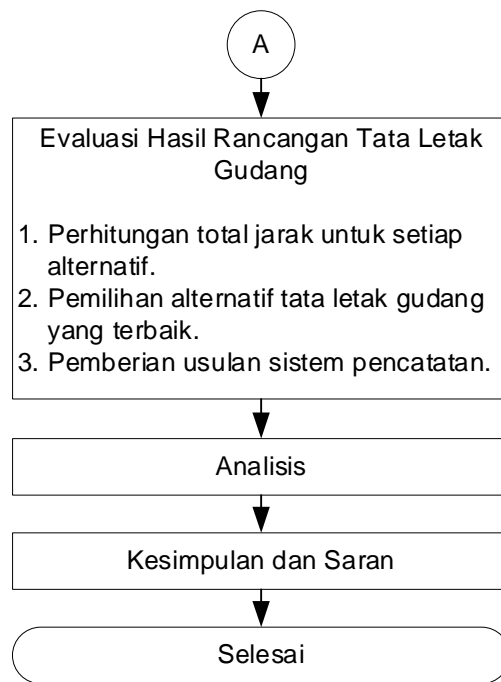 A
Evaluasi Hasil Rancangan Tata Letak
Gudang
1. Perhitungan total jarak untuk setiap
alternatif.
2. Pemilihan alternatif tata letak gudang
yang terbaik.
3. Pemberian usulan sistem pencatatan.
Analisis
Kesimpulan dan Saran
Selesai